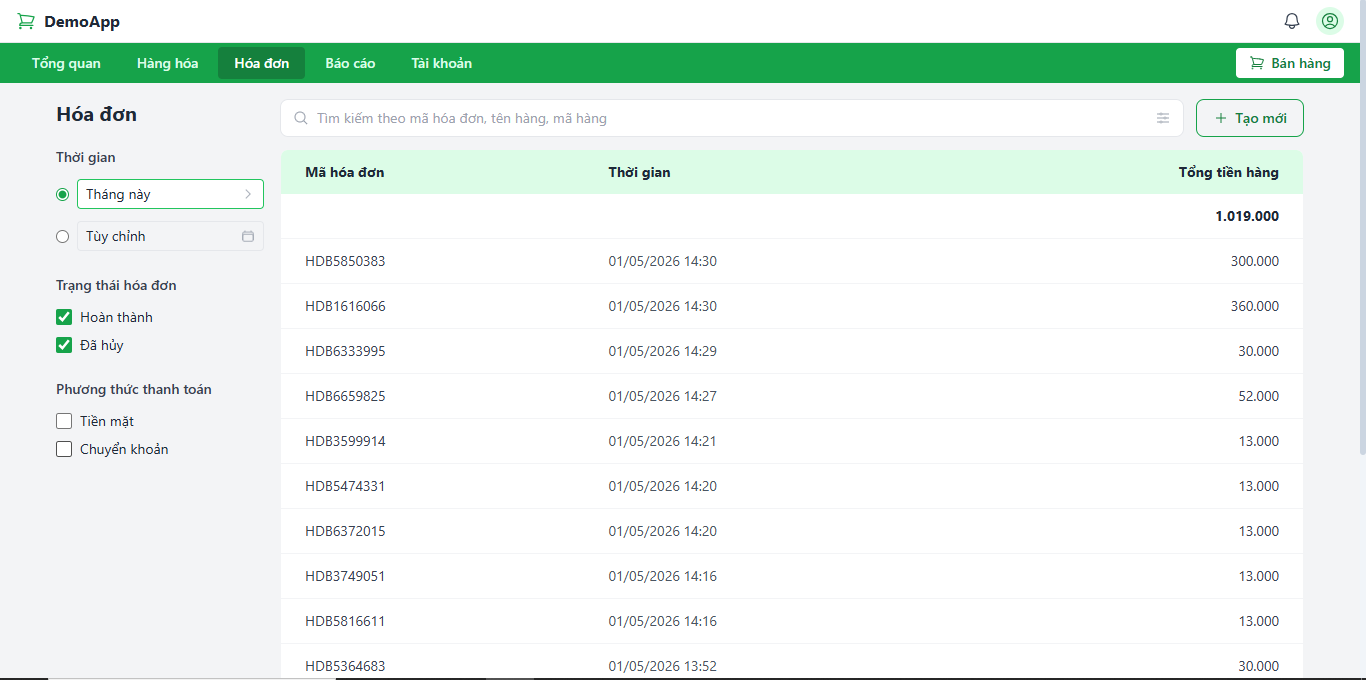 DemoApp
Tổng quan Hàng hóa Hóa đơn Báo cáo Tài khoản Bán hàng
Hóa đơn
Thời gian
Tháng này
Tùy chỉnh
Trạng thái hóa đơn
Hoàn thành
Đã hủy
Phương thức thanh toán
Tiền mặt
Chuyển khoản
Tìm kiếm theo mã hóa đơn, tên hàng, mã hàng
Tạo mới
Mã hóa đơn Thời gian Tổng tiền hàng
1.019.000
HDB5850383 01/05/2026 14:30 300.000
HDB1616066 01/05/2026 14:30 360.000
HDB6333995 01/05/2026 14:29 30.000
HDB6659825 01/05/2026 14:27 52.000
HDB3599914 01/05/2026 14:21 13.000
HDB5474331 01/05/2026 14:20 13.000
HDB6372015 01/05/2026 14:20 13.000
HDB3749051 01/05/2026 14:16 13.000
HDB5816611 01/05/2026 14:16 13.000
HDB5364683 01/05/2026 13:52 30.000